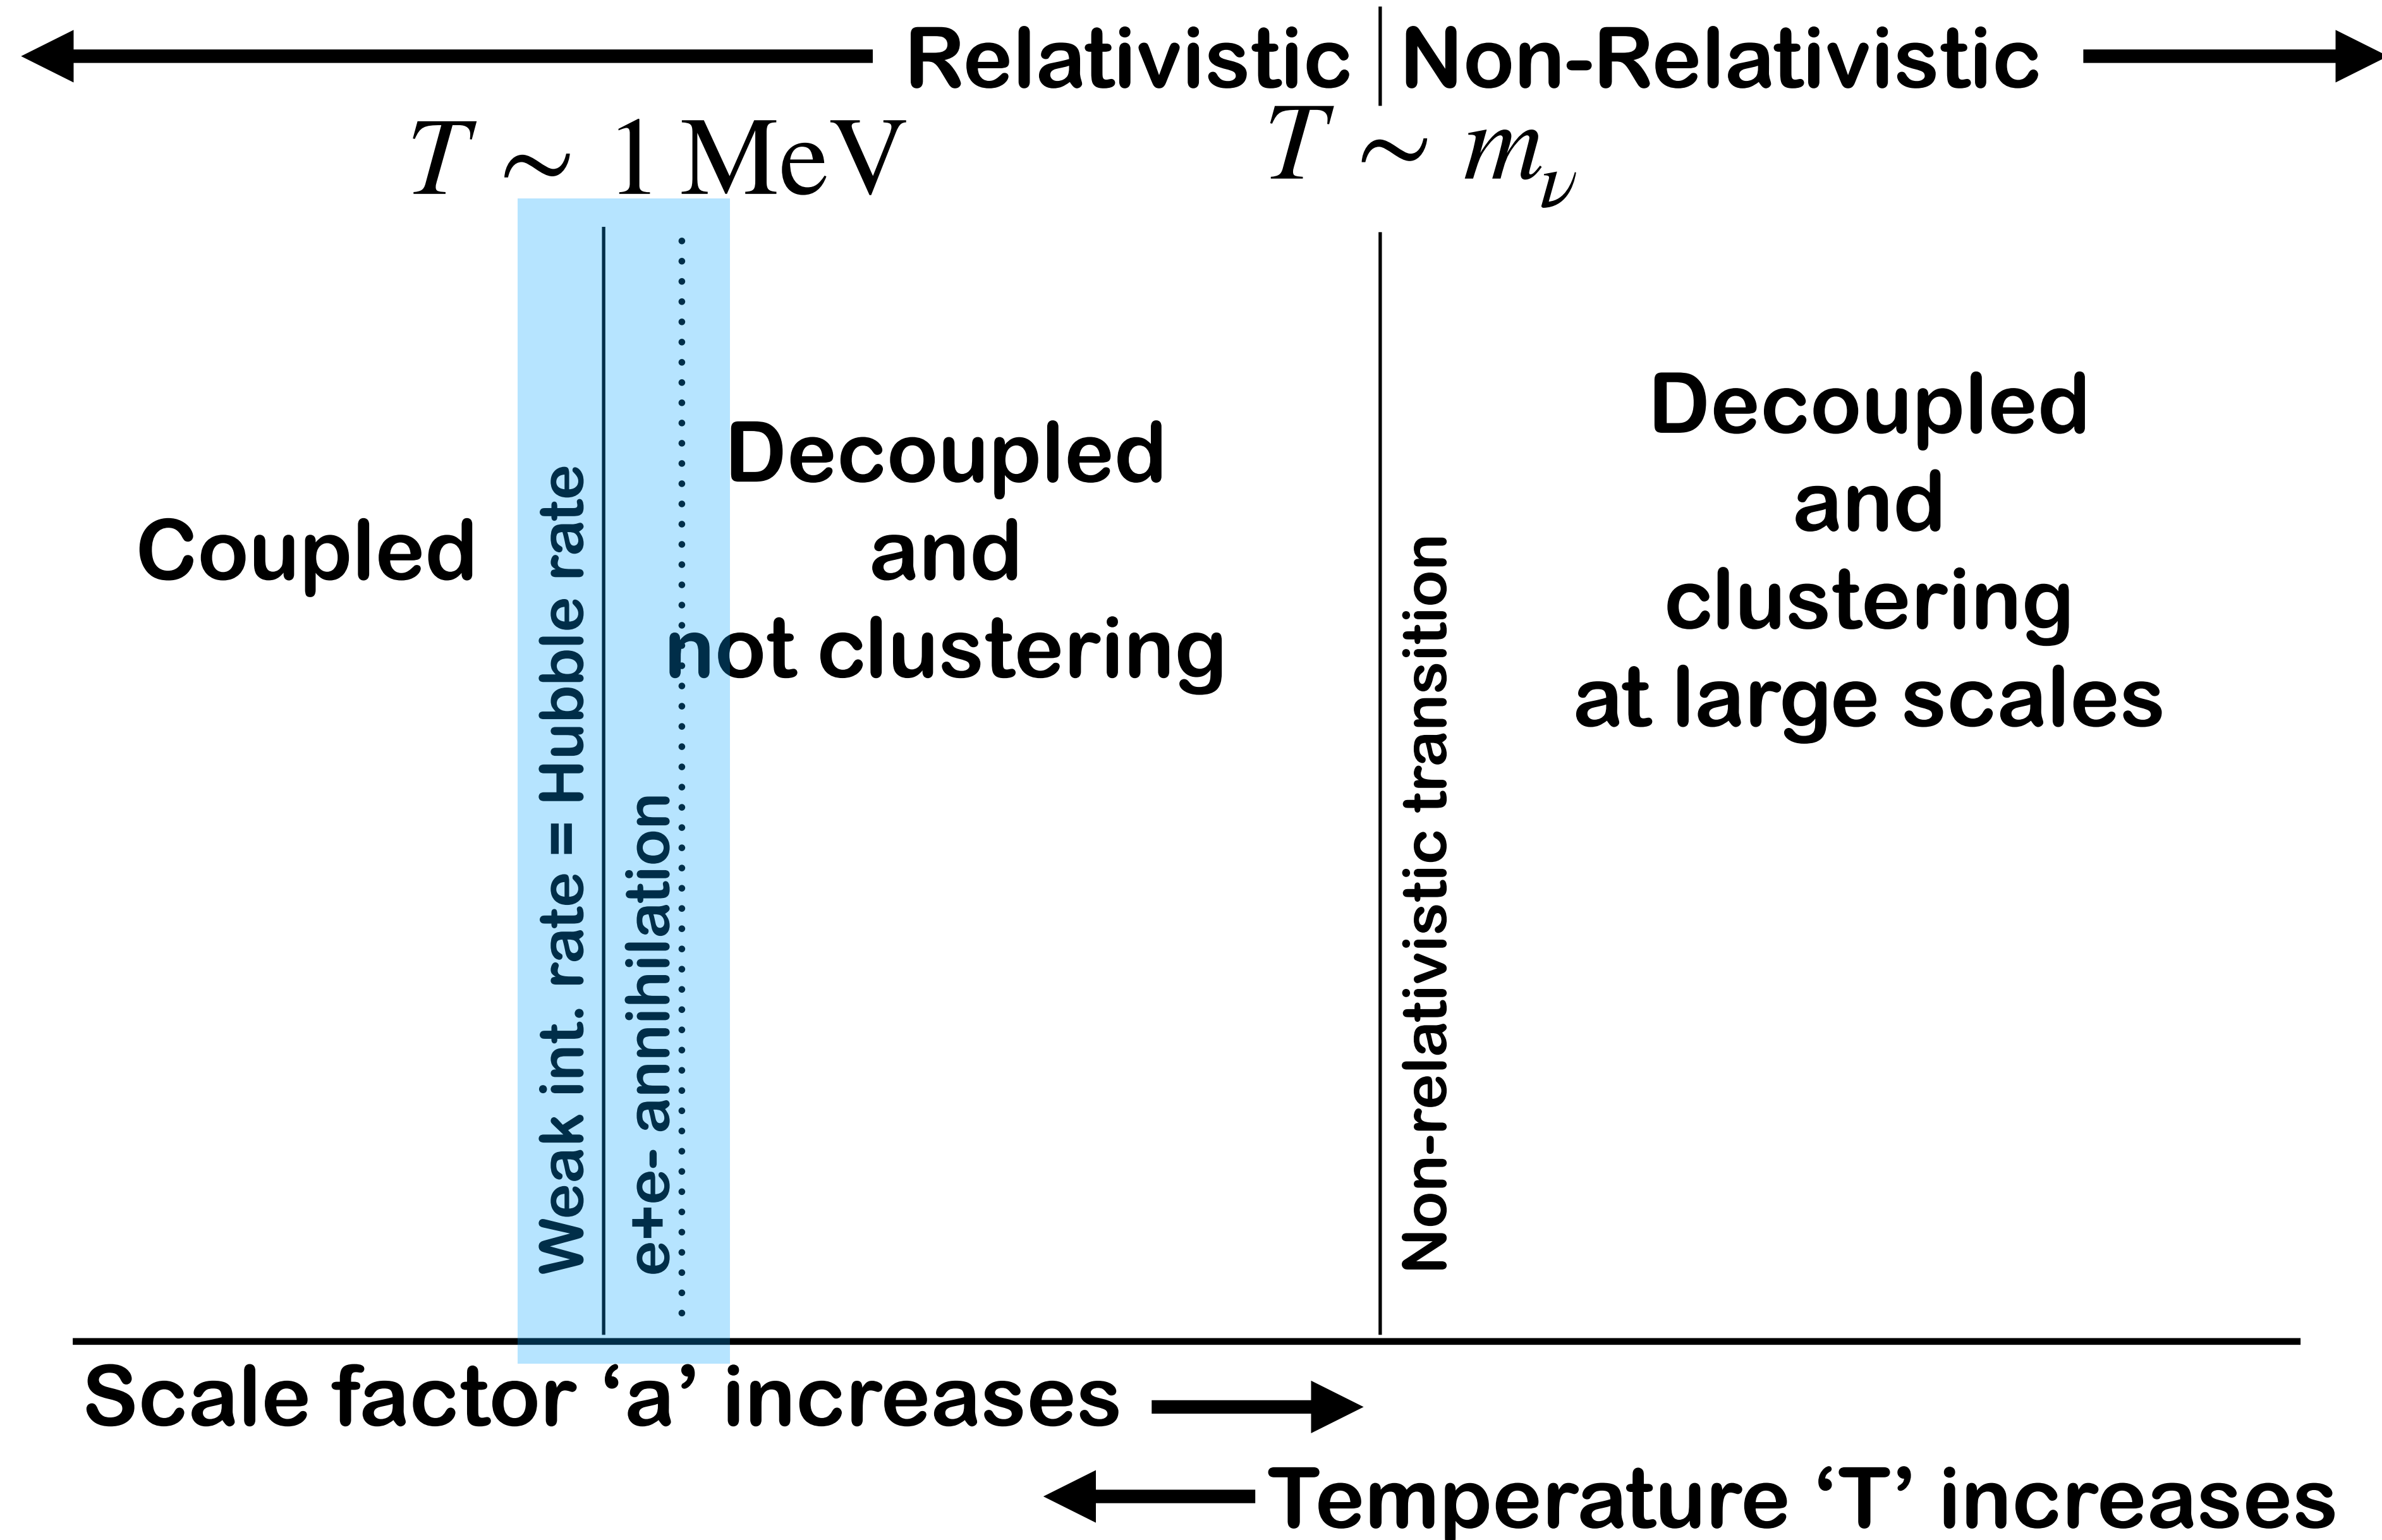 Relativistic Non-Relativistic
T ~ 1 MeV
T ~ mν
Coupled
Weak int. rate = Hubble rate
e+e- annihilation
Decoupled
and
not clustering
Non-relativistic transition
Decoupled
and
clustering
at large scales
Scale factor ‘a’ increases
Temperature ‘T’ increases